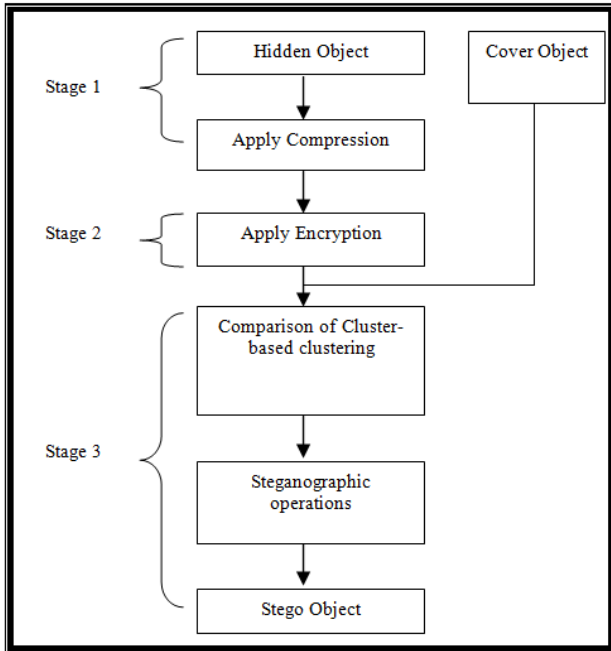 Hidden Object
Cover Object
Stage 1
Apply Compression
Stage 2
Apply Encryption
Comparison of Cluster-
based clustering
Stage 3
Steganographic
operations
Stego Object